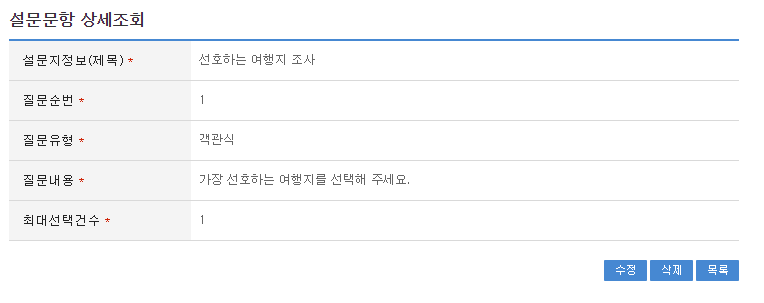 설문문항 상세조회
설문지정보(제목) * 선호하는 여행지 조사
질문순번 * 1
질문유형 * 객관식
질문내용 * 가장 선호하는 여행지를 선택해 주세요.
최대선택건수 * 1
수정 삭제 목록